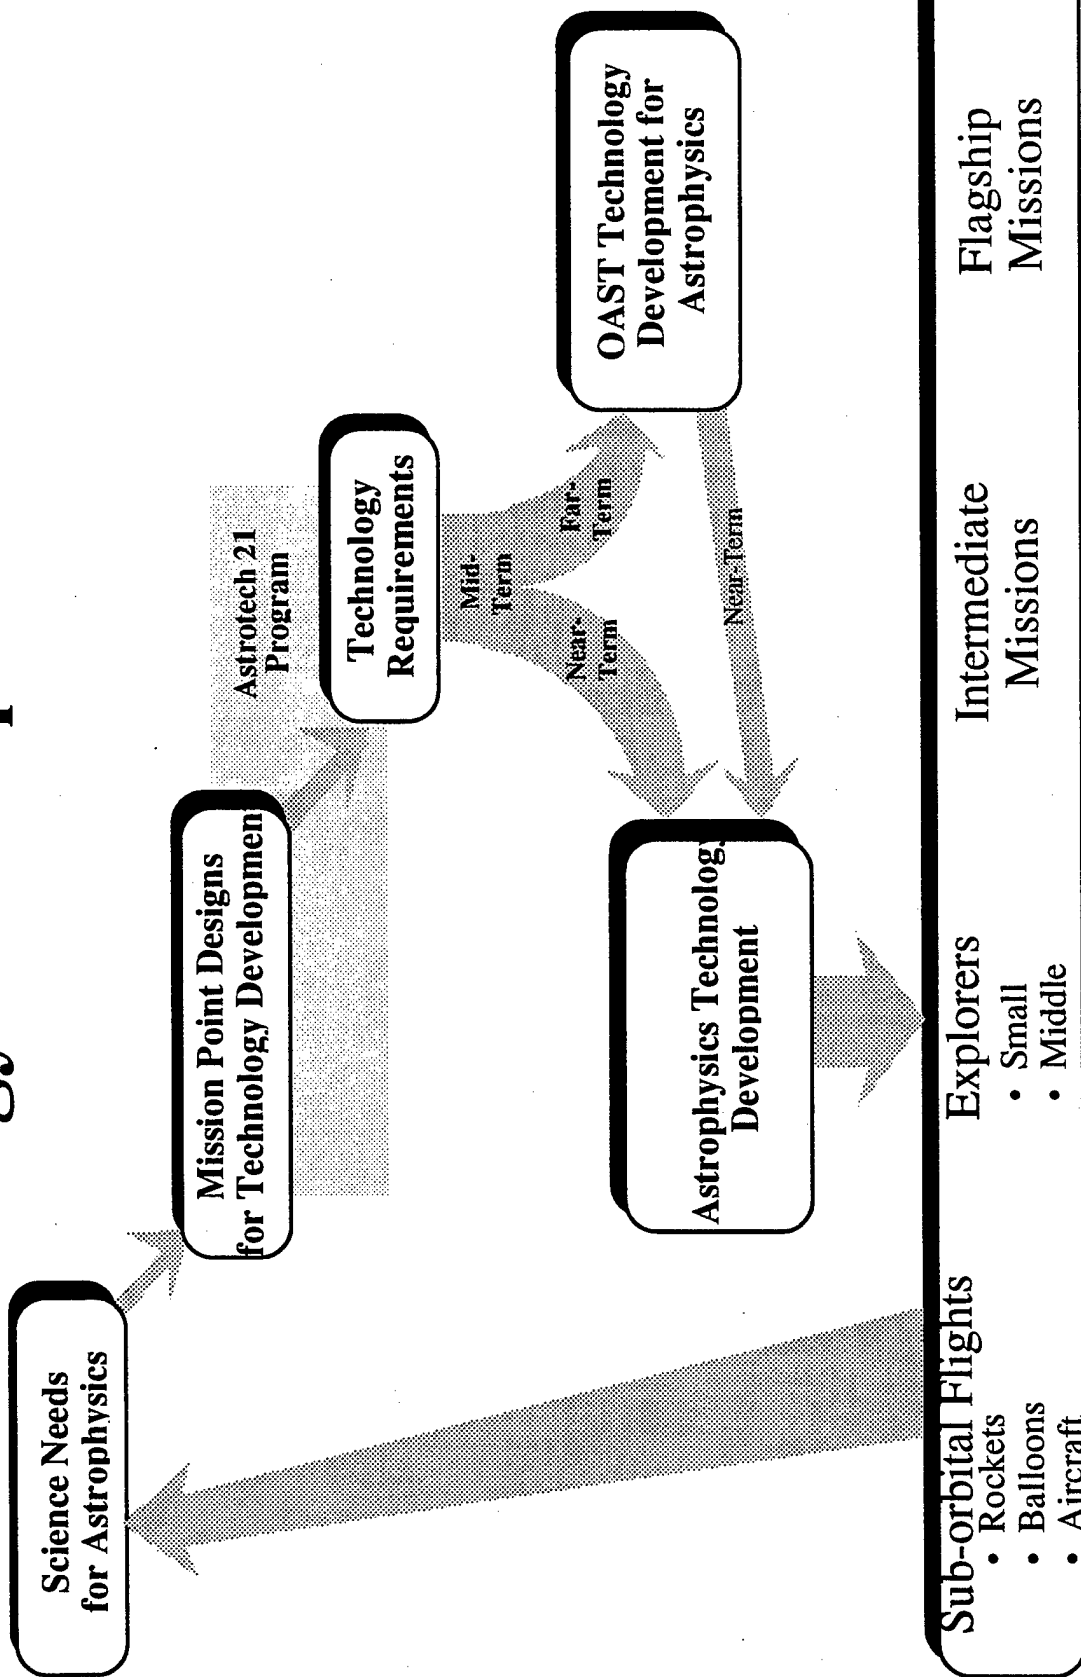 Science Needs
for Astrophysics
Mission Point Designs
for Technology Developmen
Astrotech 21
Program
Technology
Requirements
Mid-
Term
Near-
Term
Far-
Term
OAST Technology
Development for
Astrophysics
Near-Term
Astrophysics Technology
Development
Sub-orbital Flights
• Rockets
• Balloons
• Aircraft
Explorers
• Small
• Middle
Intermediate
Missions
Flagship
Missions